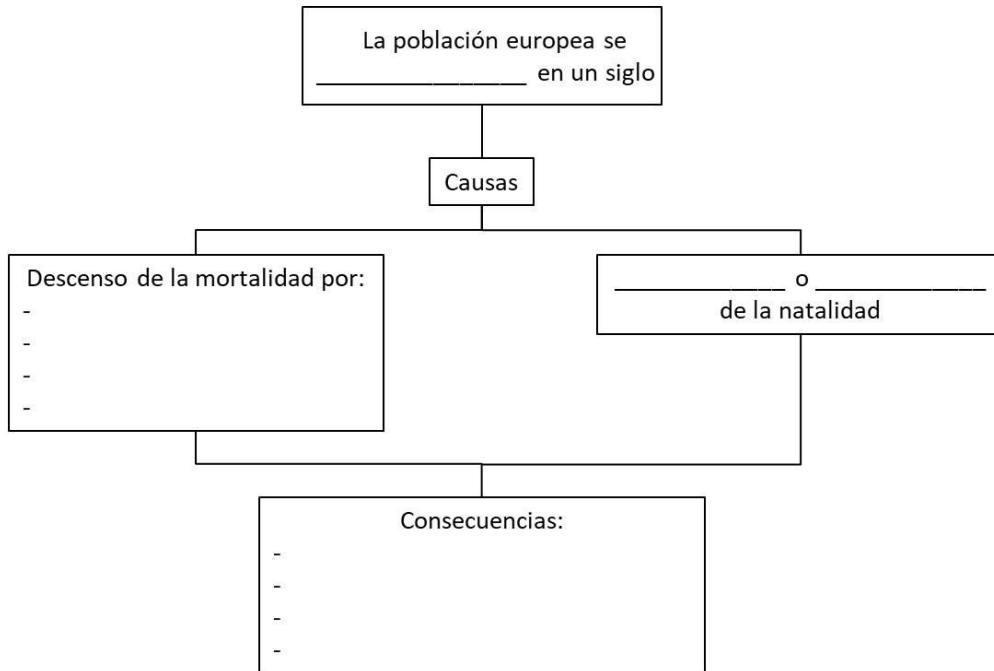 La población europea se
________________ en un siglo
Causas
Descenso de la mortalidad por:
-
-
-
-
_____________ o _____________
de la natalidad
Consecuencias:
-
-
-
-